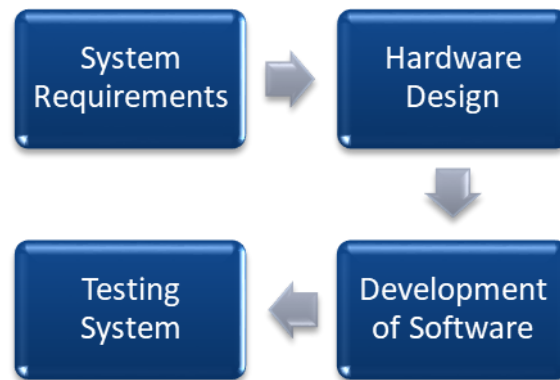 System
Requirements
Hardware
Design
Development
of Software
Testing
System